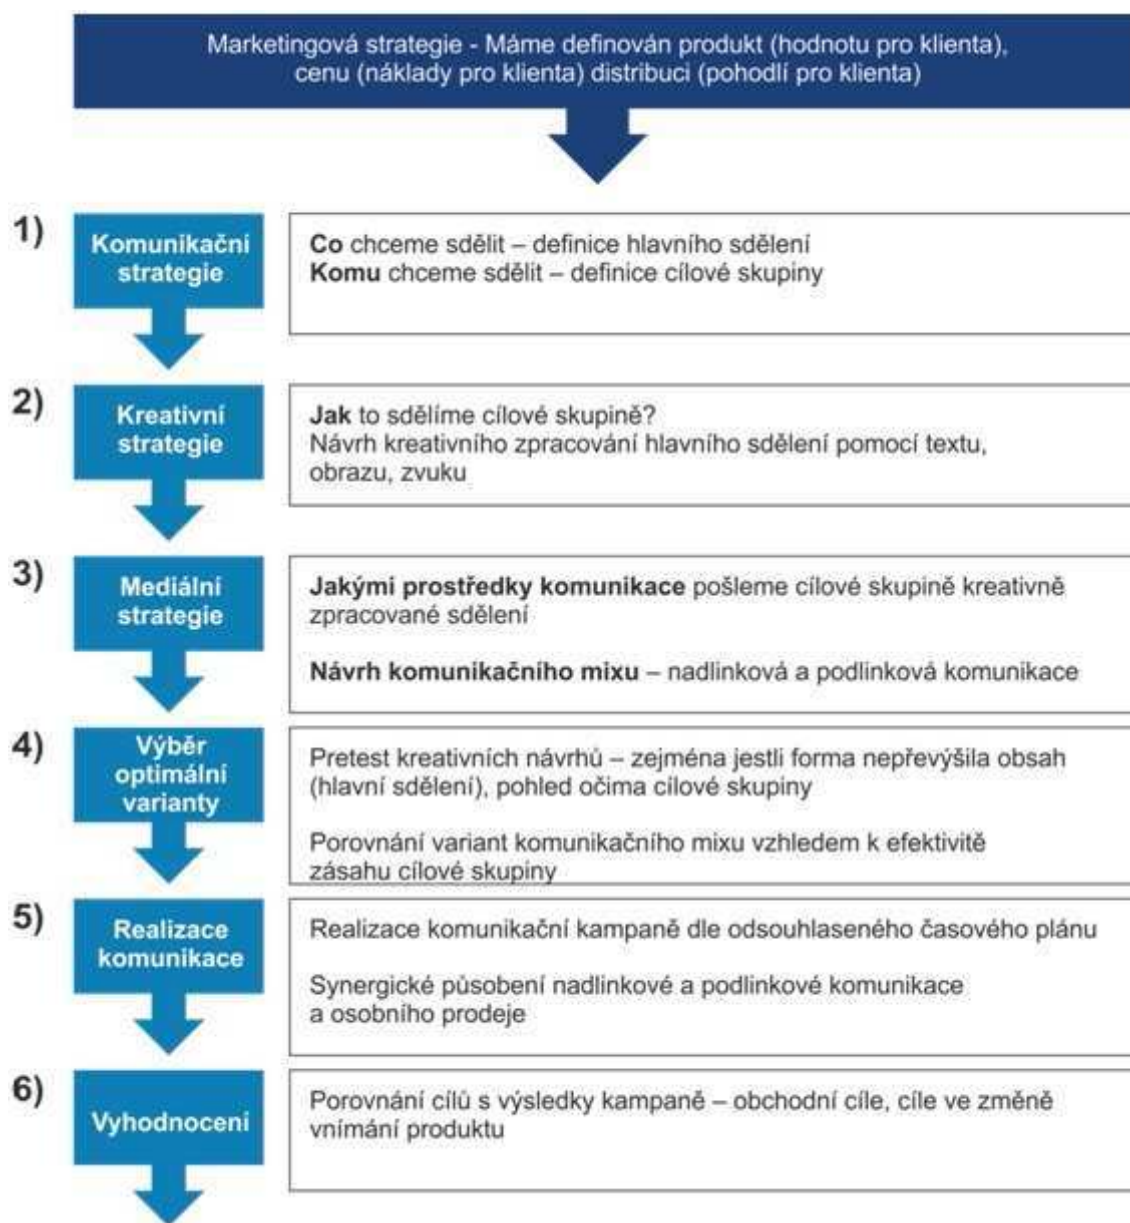 Marketingová strategie - Máme definován produkt (hodnotu pro klienta),
cenu (náklady pro klienta) distribuci (pohodlí pro klienta)
1)
Komunikační
strategie
Co chceme sdělit – definice hlavního sdělení
Komu chceme sdělit – definice cílové skupiny
2)
Kreativní
strategie
Jak to sdělíme cílové skupině?
Návrh kreativního zpracování hlavního sdělení pomocí textu,
obrazu, zvuku
3)
Mediální
strategie
Jakými prostředky komunikace pošleme cílové skupině kreativně
zpracované sdělení
Návrh komunikačního mixu – nadlinková a podlinková komunikace
4)
Výběr
optimální
varianty
Pretest kreativních návrhů – zejména jestli forma nepřevýšila obsah
(hlavní sdělení), pohled očima cílové skupiny
Porovnání variant komunikačního mixu vzhledem k efektivitě
zásahu cílové skupiny
5)
Realizace
komunikace
Realizace komunikační kampaně dle odsouhlaseného časového plánu
Synergické působení nadlinkové a podlinkové komunikace
a osobního prodeje
6)
Vyhodnocení
Porovnání cílů s výsledky kampaně – obchodní cíle, cíle ve změně
vnímání produktu